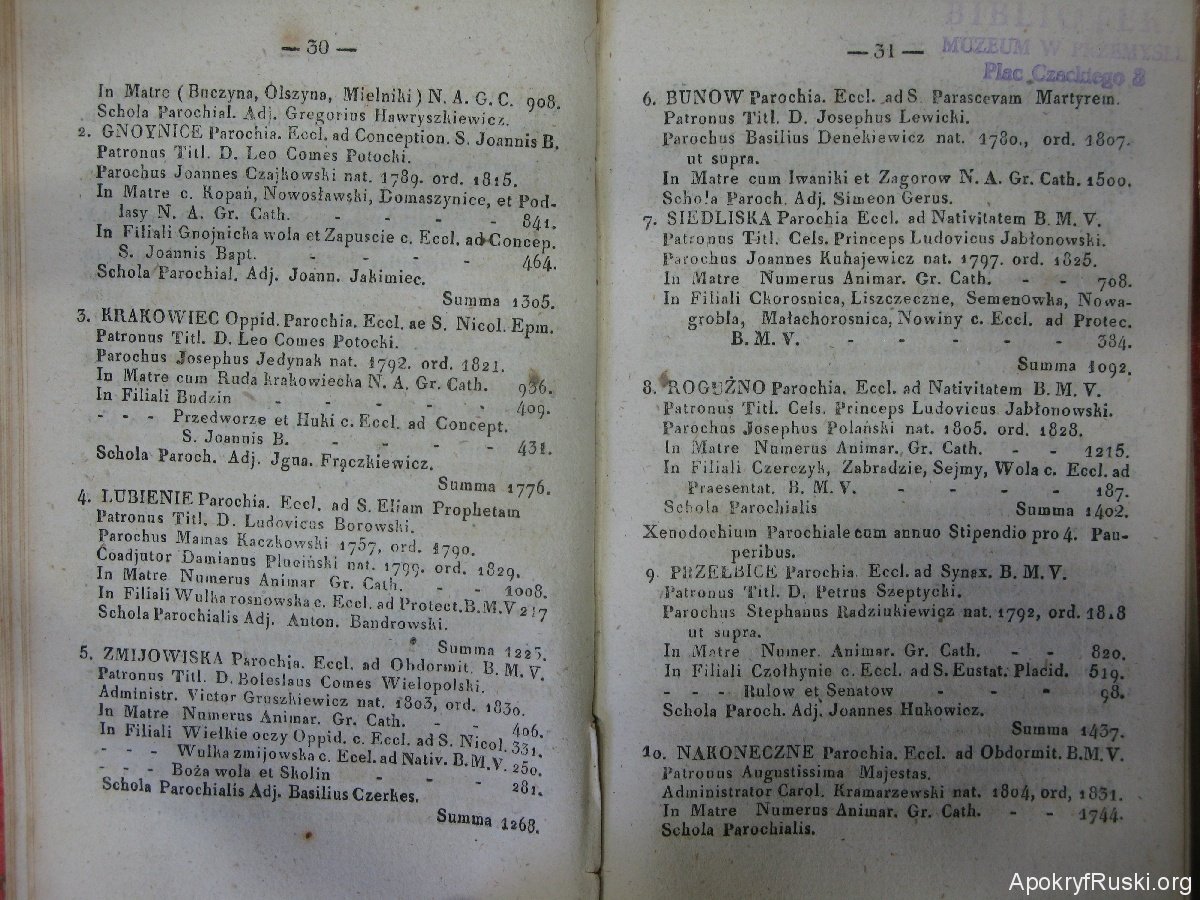 — 30 —
In Matre (Buczyna, Olszyna, Mielniki) N. A. G. C. 908.
Schola Parochial. Adj. Gregorius Hawryszkiewicz.
2. GNOYNICE Parochia. Eccl. ad Conception. S. Joannis B.
Patronus Titl. D. Leo Comes Potocki.
Parochus Joannes Czajkowski nat. 1789. ord. 1815.
In Matre c. Kopań, Nowosławski, Domaszynice, et Pod-
łasy N. A. Gr. Cath. - - - - 841.
In Filiali Gnojnicka wola et Zapuscie c. Eccl. ad Concep.
S. Joannis Bapt. - - - - 464.
Schola Parochial. Adj. Joann. Jakimiec.
Summa 1305.
3. KRAKOWIEC Oppid. Parochia. Eccl. ae S. Nicol. Epm.
Patronus Titl. D. Leo Comes Potocki.
Parochus Josephus Jedynak nat. 1792. ord. 1821.
In Matre cum Ruda krakowiecka N. A. Gr. Cath. 936.
In Filiali Budzin - - - - - 409.
- - - Przedworze et Huki c. Eccl. ad Concept.
S. Joannis B. - - - - 431.
Schola Paroch. Adj. Jgna. Frączkiewicz.
Summa 1776.
4. ŁUBIENIE Parochia. Eccl. ad S. Eliam Prophetam
Patronus Titl. D. Ludovicus Borowski.
Parochus Mamas Kaczkowski 1757, ord. 1790.
Coadjutor Damianus Pluciński nat. 1799. ord. 1829.
In Matre Numerus Animar Gr. Cath. - - 1008.
In Filiali Wulka rosnowska c. Eccl. ad Protect. B. M. V 217
Schola Parochialis Adj. Anton. Bandrowski.
Summa 1225.
5. ZMIJOWISKA Parochia. Eccl. ad Obdormit. B. M. V.
Patronus Titl. D. Boleslaus Comes Wielopolski.
Administr. Victor Gruszkiewicz nat. 1803, ord. 1830.
In Matre Numerus Animar. Gr. Cath. - - 406.
In Filiali Wielkie oczy Oppid. c. Eccl. ad S. Nicol. 331.
- - - Wulka zmijowska c. Eccl. ad Nativ. B. M. V. 250.
- - - Boża wola et Skolin - - - 281.
Schola Parochialis Adj. Basilius Czerkes.
Summa 1268.
BIBLIOTEKA
MUZEUM W PRZEMYŚLU
Plac Czackiego 3
— 31 —
6. BUNOW Parochia. Eccl. ad S. Parascevam Martyrem.
Patronus Titl. D. Josephus Lewicki.
Parochus Basilius Denekiewicz nat. 1780., ord. 1807.
ut supra.
In Matre cum Iwaniki et Zagorow N. A. Gr. Cath. 1500.
Schola Paroch. Adj. Simeon Gerus.
7. SIEDLISKA Parochia Eccl. ad Nativitatem B. M. V.
Patronus Titl. Cels. Princeps Ludovicus Jabłonowski.
Parochus Joannes Kuhajewicz nat. 1797. ord. 1825.
In Matre Numerus Animar. Gr. Cath. - - 708.
In Filiali Chorosnica, Liszczeczne, Semenowka, Nowa-
grobla, Małachorosnica, Nowiny c. Eccl. ad Protec.
B. M. V. - - - - - 384.
Summa 1092.
8. ROGUŹNO Parochia. Eccl. ad Nativitatem B. M. V.
Patronus Titl. Cels. Princeps Ludovicus Jabłonowski.
Parochus Josephus Polański nat. 1805. ord. 1828.
In Matre Numerus Animar. Gr. Cath. - - 1215.
In Filiali Czerczyk, Zabradzie, Sejmy, Wola c. Eccl. ad
Praesentat. B. M. V. - - - - 187.
Schola Parochialis Summa 1402.
Xenodochium Parochiale cum annuo Stipendio pro 4. Pau-
peribus.
9. PRZEŁBICE Parochia. Eccl. ad Synax. B. M. V.
Patronus Titl. D. Petrus Szeptycki.
Parochus Stephanus Radziukiewicz nat. 1792, ord. 1818
ut supra.
In Matre Numer. Animar. Gr. Cath. - - 820.
In Filiali Czołhynie c. Eccl. ad S. Eustat. Placid. 519.
- - - Rulow et Senatow - - - 98.
Schola Paroch. Adj. Joannes Hukowicz.
Summa 1437.
10. NAKONECZNE Parochia. Eccl. ad Obdormit. B.M.V.
Patronus Augustissima Majestas.
Administrator Carol. Kramarzewski nat. 1804, ord, 1831.
In Matre Numerus Animar. Gr. Cath. - - 1744.
Schola Parochialis.
ApokryfRuski.org